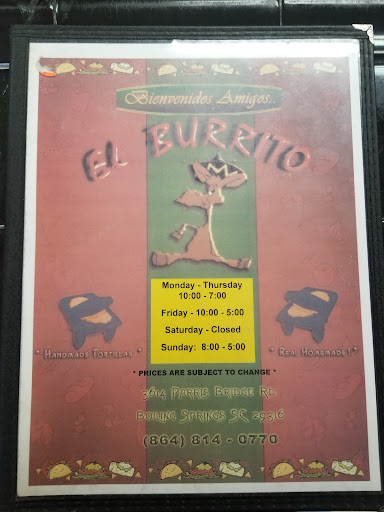 Bienvenidos Amigos...
EL BURRITO
Monday - Thursday
10:00 - 7:00
Friday - 10:00 - 5:00
Saturday - Closed
Sunday: 8:00 - 5:00
* HANDMADE TORTILLAS *
* REAL HOMEMADE! *
* PRICES ARE SUBJECT TO CHANGE *
3614 PARRIS BRIDGE RD.
BOILING SPRINGS SC 29316
(864) 814 - 0770